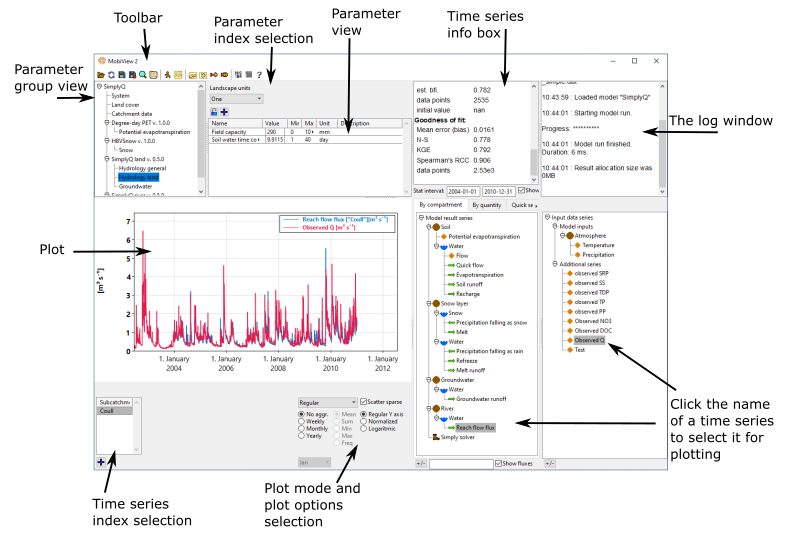 Toolbar
Parameter
index selection
Parameter
view
Time series
info box
Parameter
group view
The log window
Plot
Click the name
of a time series
to select it for
plotting
Time series
index selection
Plot mode and
plot options
selection
MobiView 2
SimplyQ
System
Land cover
Catchment data
Degree-day PET v. 1.0.0
Potential evapotranspiration
HBVSnow v. 1.0.0
Snow
SimplyQ land v. 0.5.0
Hydrology general
Hydrology land
Groundwater
Landscape units
One
Name Value Mir Ma: Unit Description
Field capacity 290 0 10 mm
Soil water time co 9.9115 1 40 day
est. bfi. 0.782
data points 2535
initial value nan
Goodness of fit:
Mean error (bias) 0.0161
N-S 0.778
KGE 0.792
Spearman's RCC 0.906
data points 2.53e3
Stat interval: 2004-01-01 2010-12-31 Show
10:43:59 : Loaded model "SimplyQ"
10:44:01 : Starting model run.
Progress: **********
10:44:01 : Model run finished.
Duration: 6 ms.
10:44:01 : Result allocation size was
0MB
Reach flow flux ["Coull"][m³ s⁻¹]
Observed Q [m³ s⁻¹]
[m³ s⁻¹]
7
6
5
4
3
2
1
0
1. January
2004
1. January
2006
1. January
2008
1. January
2010
1. January
2012
By compartment By quantity Quick se
Model result series
Soil
Potential evapotranspiration
Water
Flow
Quick flow
Evapotranspiration
Soil runoff
Recharge
Snow layer
Snow
Precipitation falling as snow
Melt
Water
Precipitation falling as rain
Refreeze
Melt runoff
Groundwater
Water
Groundwater runoff
River
Water
Reach flow flux
Simply solver
+/- Show fluxes
Input data series
Model inputs
Atmosphere
Temperature
Precipitation
Additional series
observed SRP
observed SS
observed TDP
observed TP
observed PP
Observed NO3
Observed DOC
Observed Q
Test
+/-
Subcatchme
Coull
Regular Scatter sparse
No aggr. Mean Regular Y axis
Weekly Sum Normalized
Monthly Min Logaritmic
Yearly Max
Freq
Jan